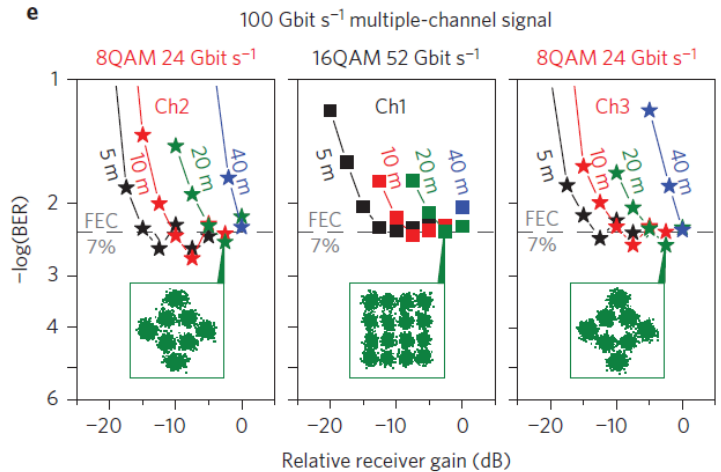 e
100 Gbit s⁻¹ multiple-channel signal
8QAM 24 Gbit s⁻¹
16QAM 52 Gbit s⁻¹
8QAM 24 Gbit s⁻¹
1
2
3
4
6
−log(BER)
Ch2
5 m
10 m
20 m
40 m
FEC
7%
Ch1
5 m
10 m
20 m
40 m
FEC
7%
Ch3
5 m
10 m
20 m
40 m
FEC
7%
−20 −10 0
−20 −10 0
−20 −10 0
Relative receiver gain (dB)